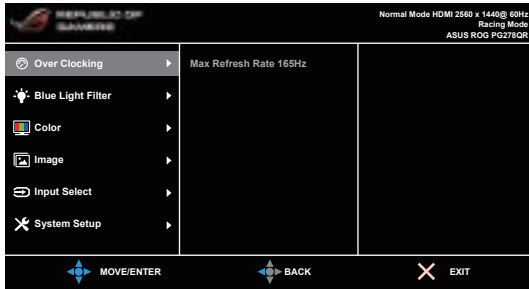 REPUBLIC OF
GAMERS
Normal Mode HDMI 2560 x 1440@ 60Hz
Racing Mode
ASUS ROG PG278QR
Over Clocking
Max Refresh Rate 165Hz
Blue Light Filter
Color
Image
Input Select
System Setup
MOVE/ENTER
BACK
EXIT